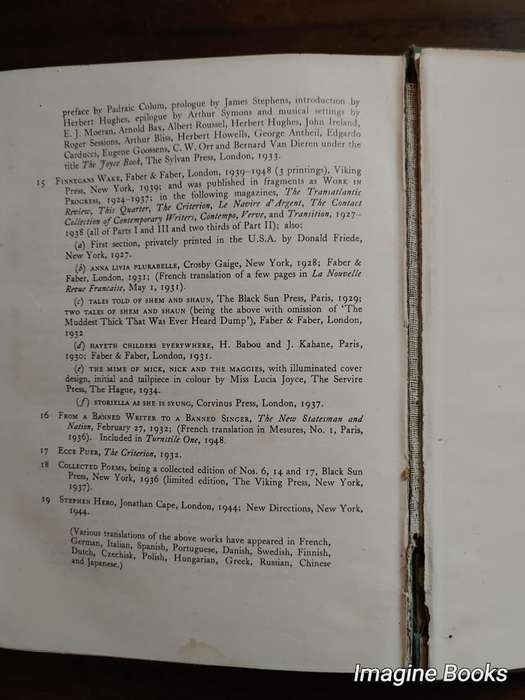 preface by Padraic Colum, prologue by James Stephens, introduction by
Herbert Hughes, epilogue by Arthur Symons and musical settings by
E. J. Moeran, Arnold Bax, Albert Roussel, Herbert Hughes, John Ireland,
Roger Sessions, Arthur Bliss, Herbert Howells, George Antheil, Edgardo
Carducci, Eugene Goossens, C. W. Orr and Bernard Van Dieren under the
title The Joyce Book, The Sylvan Press, London, 1933.
15 FINNEGANS WAKE, Faber & Faber, London, 1939-1948 (3 printings), Viking
Press, New York, 1939; and was published in fragments as WORK IN
PROGRESS, 1924-1937; in the following magazines, The Transatlantic
Review, This Quarter, The Criterion, Le Navire d'Argent, The Contact
Collection of Contemporary Writers, Contempo, Verve, and Transition, 1927-
1938 (all of Parts I and III and two thirds of Part II); also:
(a) First section, privately printed in the U.S.A. by Donald Friede,
New York, 1927.
(b) ANNA LIVIA PLURABELLE, Crosby Gaige, New York, 1928; Faber &
Faber, London, 1931; (French translation of a few pages in La Nouvelle
Revue Francaise, May 1, 1931).
(c) TALES TOLD OF SHEM AND SHAUN, The Black Sun Press, Paris, 1929;
TWO TALES OF SHEM AND SHAUN (being the above with omission of 'The
Muddest Thick That Was Ever Heard Dump'), Faber & Faber, London,
1932
(d) HAVETH CHILDERS EVERYWHERE, H. Babou and J. Kahane, Paris,
1930; Faber & Faber, London, 1931.
(e) THE MIME OF MICK, NICK AND THE MAGGIES, with illuminated cover
design, initial and tailpiece in colour by Miss Lucia Joyce, The Servire
Press, The Hague, 1934.
(f) STORIELLA AS SHE IS SYUNG, Corvinus Press, London, 1937.
16 FROM A BANNED WRITER TO A BANNED SINGER, The New Statesman and
Nation, February 27, 1932; (French translation in Mesures, No. 1, Paris,
1936). Included in Turnstile One, 1948.
17 ECCE PUER, The Criterion, 1932.
18 COLLECTED POEMS, being a collected edition of Nos. 6, 14 and 17, Black Sun
Press, New York, 1936 (limited edition, The Viking Press, New York,
1937).
19 STEPHEN HERO, Jonathan Cape, London, 1944; New Directions, New York,
1944.
(Various translations of the above works have appeared in French,
German, Italian, Spanish, Portuguese, Danish, Swedish, Finnish,
Dutch, Czechish, Polish, Hungarian, Greek, Russian, Chinese
and Japanese.)
Imagine Books